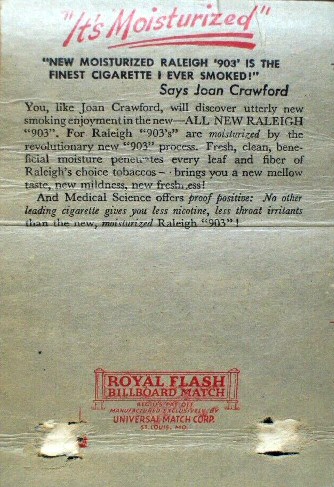 "It's Moisturized"
"NEW MOISTURIZED RALEIGH '903' IS THE
FINEST CIGARETTE I EVER SMOKED!"
Says Joan Crawford
You, like Joan Crawford, will discover utterly new
smoking enjoyment in the new—ALL NEW RALEIGH
"903". For Raleigh "903's" are moisturized by the
revolutionary new "903" process. Fresh, clean, bene-
ficial moisture penetrates every leaf and fiber of
Raleigh's choice tobaccos—brings you a new mellow
taste, new mildness, new freshness!
And Medical Science offers proof positive: No other
leading cigarette gives you less nicotine, less throat irritants
than the new, moisturized Raleigh "903"!
ROYAL FLASH
BILLBOARD MATCH
REG. U.S. PAT. OFF.
MANUFACTURED EXCLUSIVELY BY
UNIVERSAL MATCH CORP.
ST. LOUIS, MO.